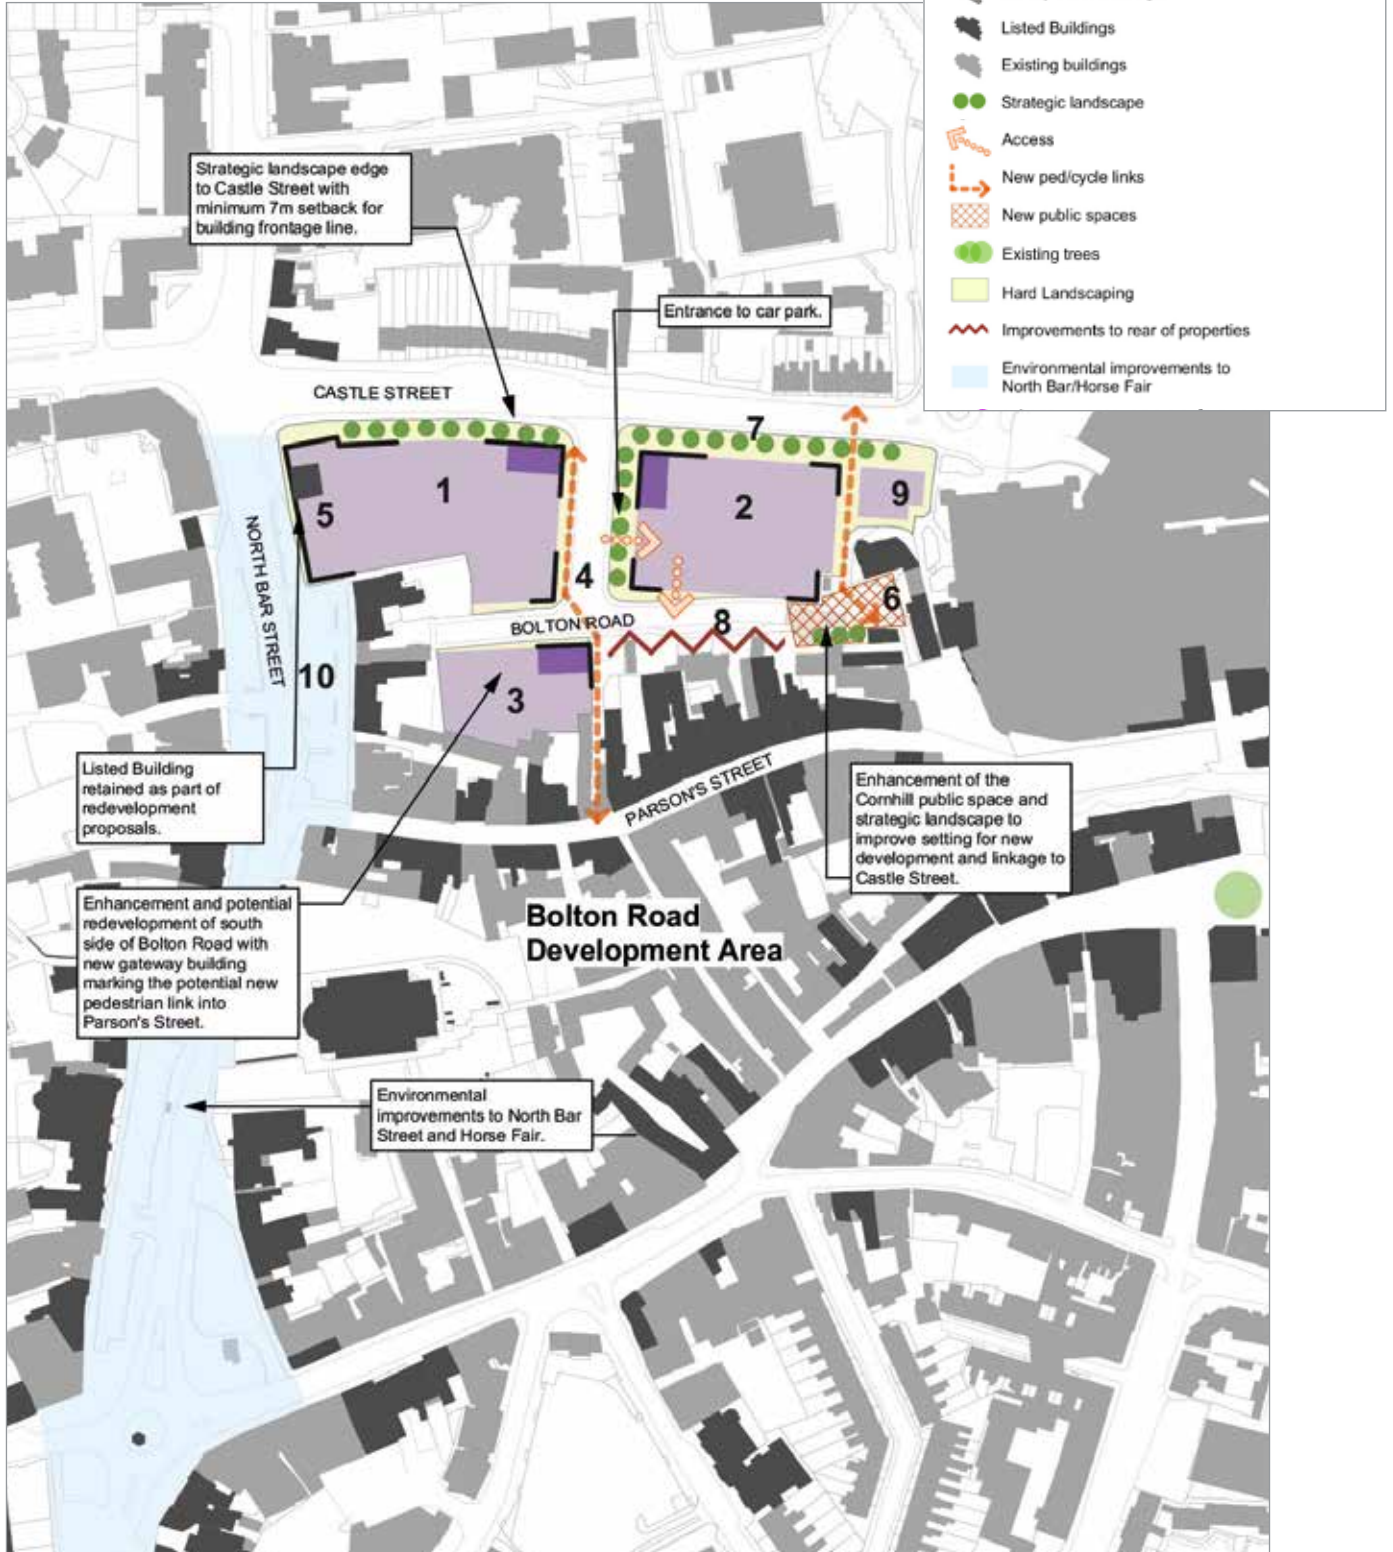 Listed Buildings
Existing buildings
Strategic landscape
Access
New ped/cycle links
New public spaces
Existing trees
Hard Landscaping
Improvements to rear of properties
Environmental improvements to
North Bar/Horse Fair
Strategic landscape edge
to Castle Street with
minimum 7m setback for
building frontage line.
Entrance to car park.
CASTLE STREET
7
1
2
9
5
4
6
NORTH BAR STREET
BOLTON ROAD
8
10
3
Listed Building
retained as part of
redevelopment
proposals.
PARSON'S STREET
Enhancement of the
Cornhill public space and
strategic landscape to
improve setting for new
development and linkage to
Castle Street.
Enhancement and potential
redevelopment of south
side of Bolton Road with
new gateway building
marking the potential new
pedestrian link into
Parson's Street.
Bolton Road
Development Area
Environmental
improvements to North Bar
Street and Horse Fair.